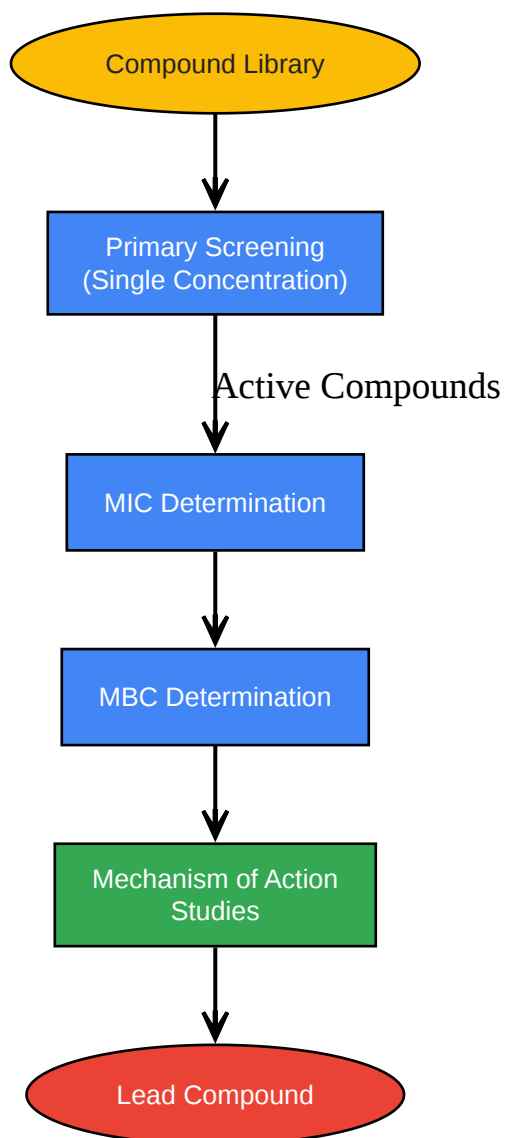 Compound Library
Primary Screening
(Single Concentration)
Active Compounds
MIC Determination
MBC Determination
Mechanism of Action
Studies
Lead Compound